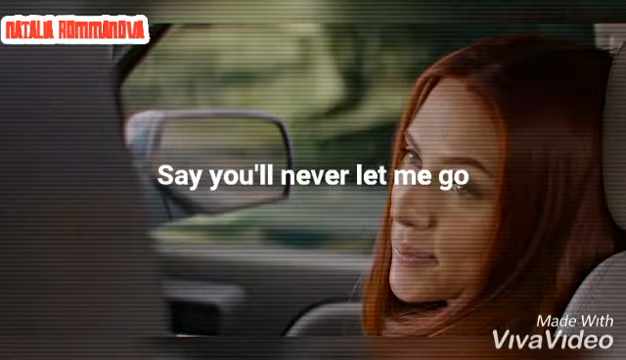 NATALIA ROMMANOVA
Say you'll never let me go
Made With
VivaVideo